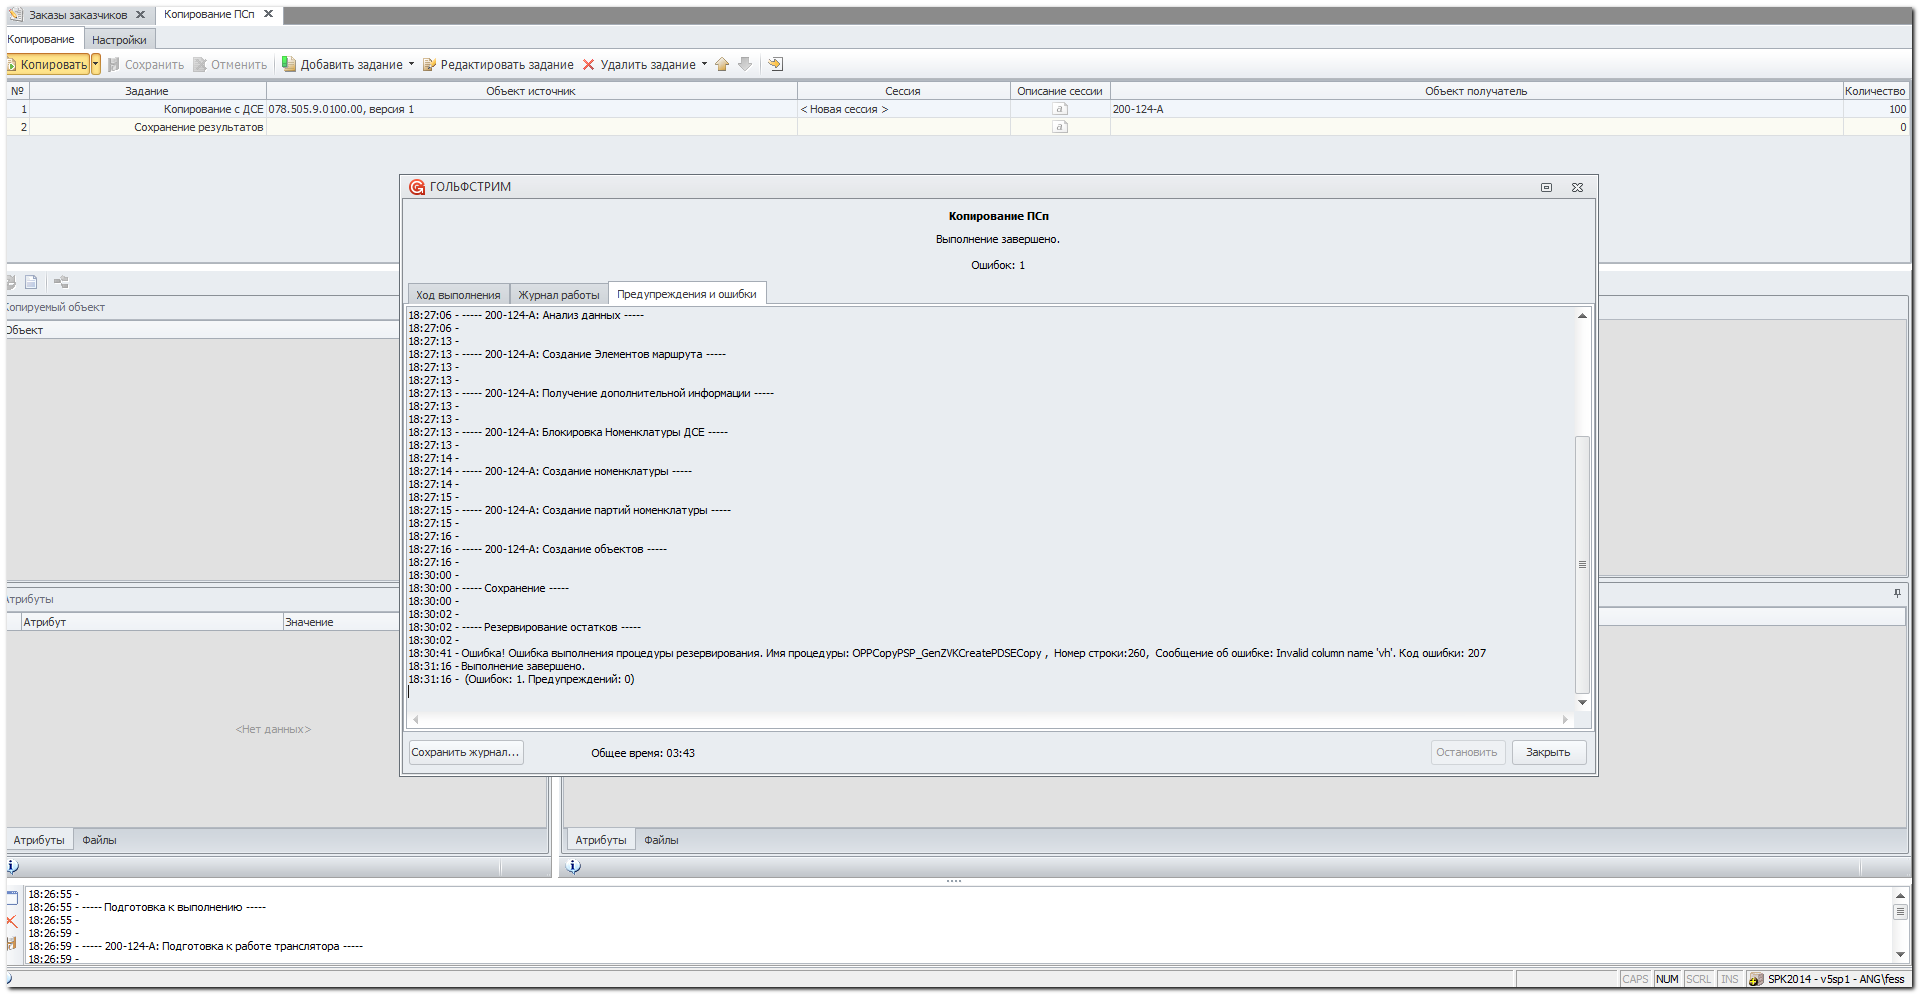 Заказы заказчиков
Копирование ПСп
Копирование
Настройки
Копировать
Сохранить
Отменить
Добавить задание
Редактировать задание
Удалить задание
№ Задание Объект источник Сессия Описание сессии Объект получатель Количество
1 Копирование с ДСЕ 078.505.9.0100.00, версия 1 < Новая сессия > a 200-124-А 100
2 Сохранение результатов a 0
ГОЛЬФСТРИМ
Копирование ПСп
Выполнение завершено.
Ошибок: 1
Ход выполнения
Журнал работы
Предупреждения и ошибки
18:27:06 - ----- 200-124-А: Анализ данных -----
18:27:06 -
18:27:13 -
18:27:13 - ----- 200-124-А: Создание Элементов маршрута -----
18:27:13 -
18:27:13 -
18:27:13 - ----- 200-124-А: Получение дополнительной информации -----
18:27:13 -
18:27:13 -
18:27:13 - ----- 200-124-А: Блокировка Номенклатуры ДСЕ -----
18:27:13 -
18:27:14 -
18:27:14 - ----- 200-124-А: Создание номенклатуры -----
18:27:14 -
18:27:15 -
18:27:15 - ----- 200-124-А: Создание партий номенклатуры -----
18:27:15 -
18:27:16 -
18:27:16 - ----- 200-124-А: Создание объектов -----
18:27:16 -
18:30:00 -
18:30:00 - ----- Сохранение -----
18:30:00 -
18:30:02 -
18:30:02 - ----- Резервирование остатков -----
18:30:02 -
18:30:41 - Ошибка! Ошибка выполнения процедуры резервирования. Имя процедуры: OPPCopyPSP_GenZVKCreatePDSECopy , Номер строки:260, Сообщение об ошибке: Invalid column name 'vh'. Код ошибки: 207
18:31:16 - Выполнение завершено.
18:31:16 - (Ошибок: 1. Предупреждений: 0)
Сохранить журнал...
Общее время: 03:43
Остановить
Закрыть
Копируемый объект
Объект
Атрибуты
Атрибут Значение
<Нет данных>
Атрибуты
Файлы
Атрибуты
Файлы
18:26:55 -
18:26:55 - ----- Подготовка к выполнению -----
18:26:55 -
18:26:59 -
18:26:59 - ----- 200-124-А: Подготовка к работе транслятора -----
18:26:59 -
CAPS NUM SCRL INS SPK2014 - v5sp1 - ANG\fess